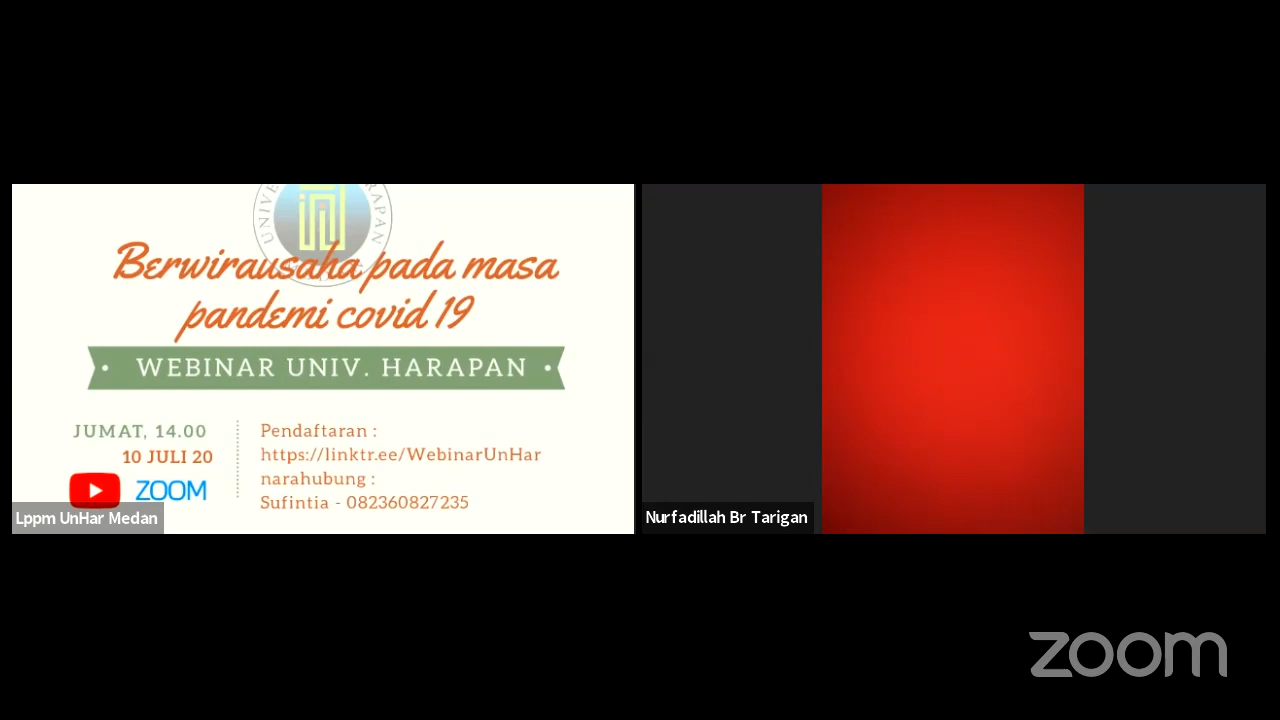 Berwirausaha pada masa
pandemi covid 19
WEBINAR UNIV. HARAPAN
JUMAT, 14.00
10 JULI 20
ZOOM
Pendaftaran :
https://linktr.ee/WebinarUnHar
narahubung :
Sufintia - 082360827235
Lppm UnHar Medan
Nurfadillah Br Tarigan
zoom